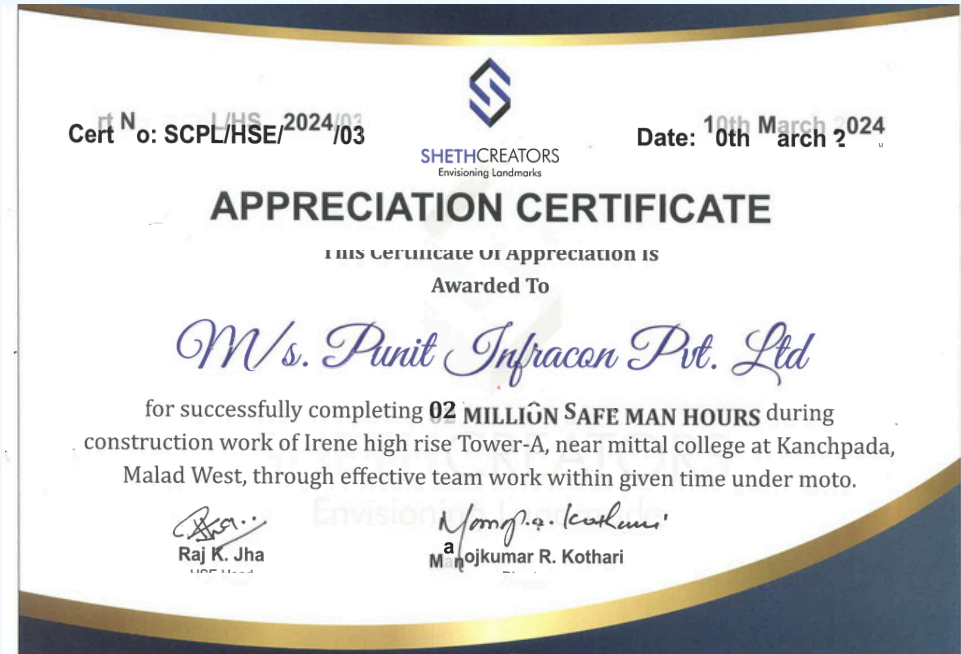 Cert No: SCPL/HSE/2024/03
Date: 10th March 2024
SHETHCREATORS
Envisioning Landmarks
APPRECIATION CERTIFICATE
This Certificate Of Appreciation Is
Awarded To
M/s. Punit Infracon Pvt. Ltd
for successfully completing 02 MILLION SAFE MAN HOURS during
construction work of Irene high rise Tower-A, near mittal college at Kanchpada,
Malad West, through effective team work within given time under moto.
Raj K. Jha
Manojkumar R. Kothari
HSE Head